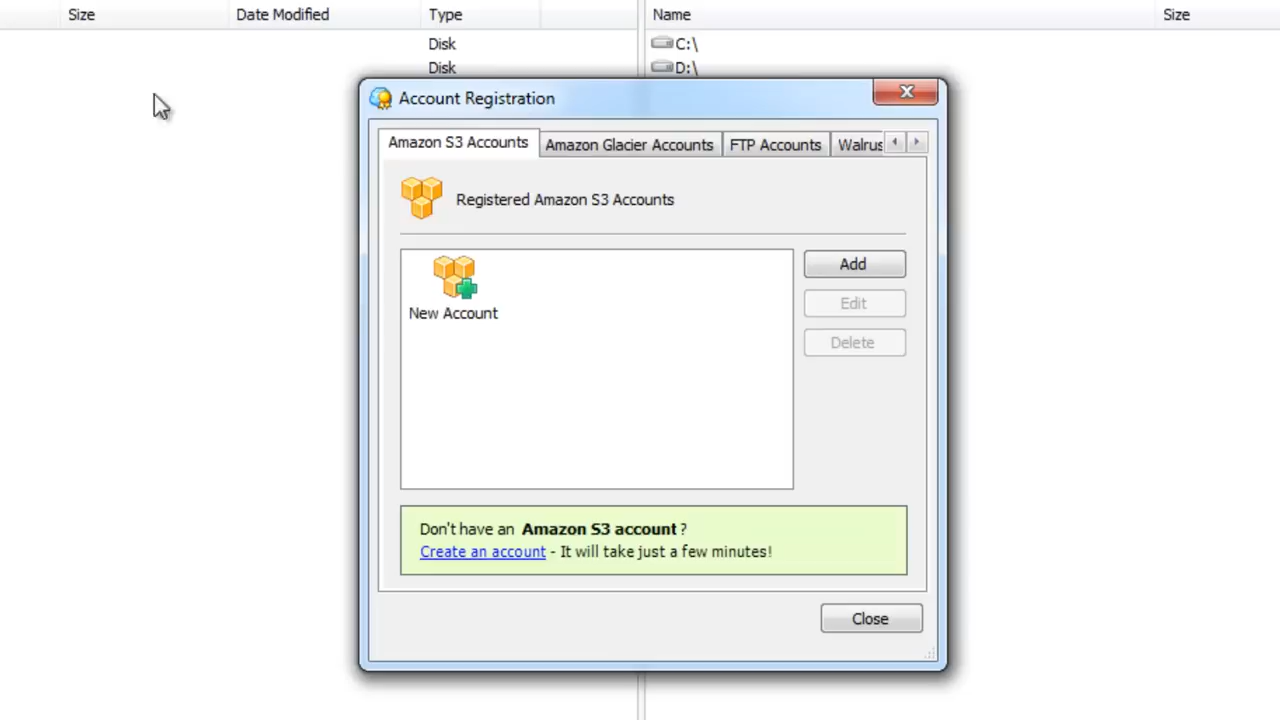 Size Date Modified Type Name Size
Disk C:\
Disk D:\
Account Registration
Amazon S3 Accounts Amazon Glacier Accounts FTP Accounts Walrus
Registered Amazon S3 Accounts
New Account
Add
Edit
Delete
Don't have an Amazon S3 account ?
Create an account - It will take just a few minutes!
Close